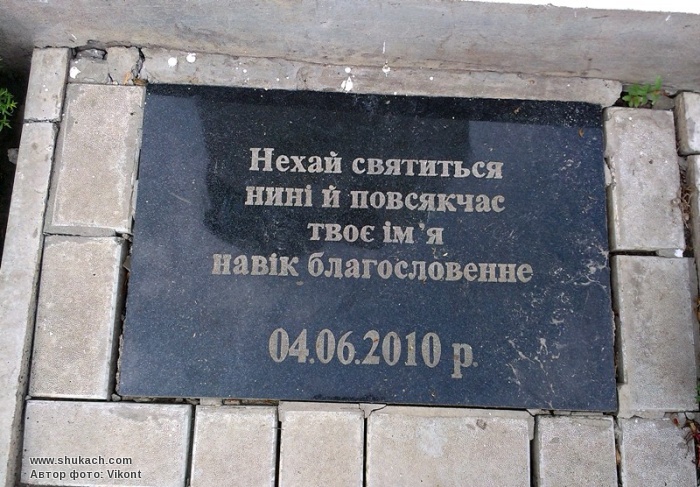 Нехай святиться
нині й повсякчас
твоє ім'я
навік благословенне
04.06.2010 р.
www.shukach.com
Автор фото: Vikont